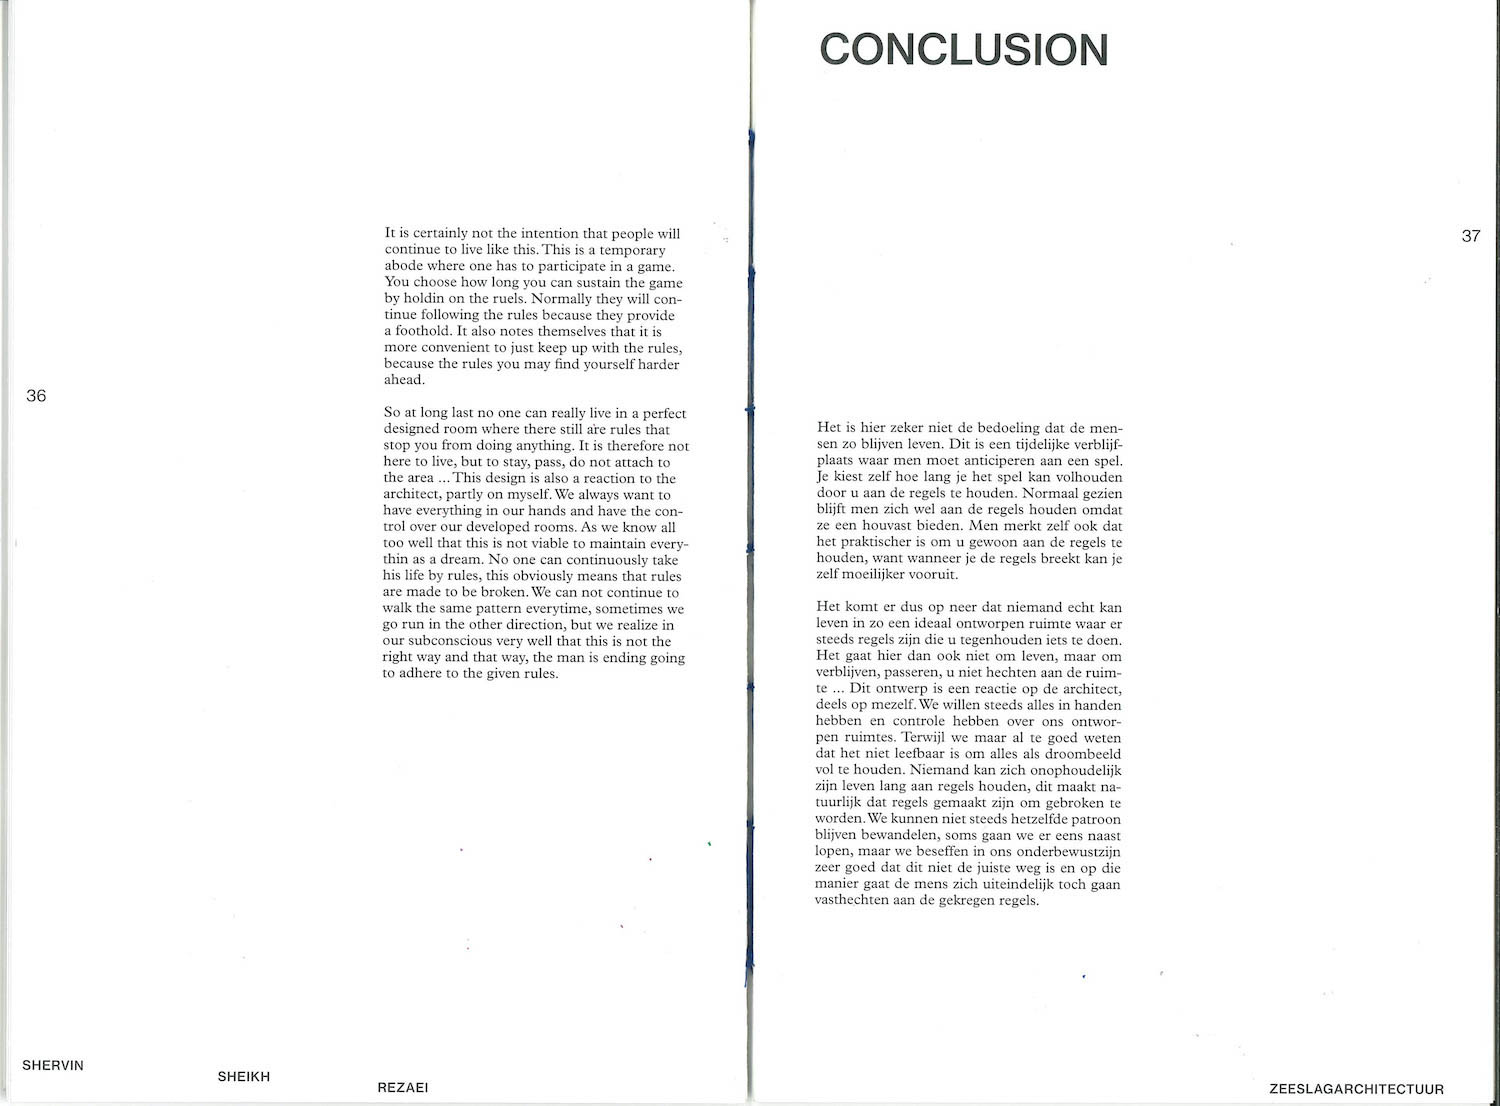 It is certainly not the intention that people will
continue to live like this. This is a temporary
abode where one has to participate in a game.
You choose how long you can sustain the game
by holdin on the ruels. Normally they will con-
tinue following the rules because they provide
a foothold. It also notes themselves that it is
more convenient to just keep up with the rules,
because the rules you may find yourself harder
ahead.
So at long last no one can really live in a perfect
designed room where there still are rules that
stop you from doing anything. It is therefore not
here to live, but to stay, pass, do not attach to
the area ... This design is also a reaction to the
architect, partly on myself. We always want to
have everything in our hands and have the con-
trol over our developed rooms. As we know all
too well that this is not viable to maintain every-
thin as a dream. No one can continuously take
his life by rules, this obviously means that rules
are made to be broken. We can not continue to
walk the same pattern everytime, sometimes we
go run in the other direction, but we realize in
our subconscious very well that this is not the
right way and that way, the man is ending going
to adhere to the given rules.
36
SHERVIN
SHEIKH
REZAEI
CONCLUSION
37
Het is hier zeker niet de bedoeling dat de men-
sen zo blijven leven. Dit is een tijdelijke verblijf-
plaats waar men moet anticiperen aan een spel.
Je kiest zelf hoe lang je het spel kan volhouden
door u aan de regels te houden. Normaal gezien
blijft men zich wel aan de regels houden omdat
ze een houvast bieden. Men merkt zelf ook dat
het praktischer is om u gewoon aan de regels te
houden, want wanneer je de regels breekt kan je
zelf moeilijker vooruit.
Het komt er dus op neer dat niemand echt kan
leven in zo een ideaal ontworpen ruimte waar er
steeds regels zijn die u tegenhouden iets te doen.
Het gaat hier dan ook niet om leven, maar om
verblijven, passeren, u niet hechten aan de ruim-
te ... Dit ontwerp is een reactie op de architect,
deels op mezelf. We willen steeds alles in handen
hebben en controle hebben over ons ontwor-
pen ruimtes. Terwijl we maar al te goed weten
dat het niet leefbaar is om alles als droombeeld
vol te houden. Niemand kan zich onophoudelijk
zijn leven lang aan regels houden, dit maakt na-
tuurlijk dat regels gemaakt zijn om gebroken te
worden. We kunnen niet steeds hetzelfde patroon
blijven bewandelen, soms gaan we er eens naast
lopen, maar we beseffen in ons onderbewustzijn
zeer goed dat dit niet de juiste weg is en op die
manier gaat de mens zich uiteindelijk toch gaan
vasthechten aan de gekregen regels.
ZEESLAGARCHITECTUUR